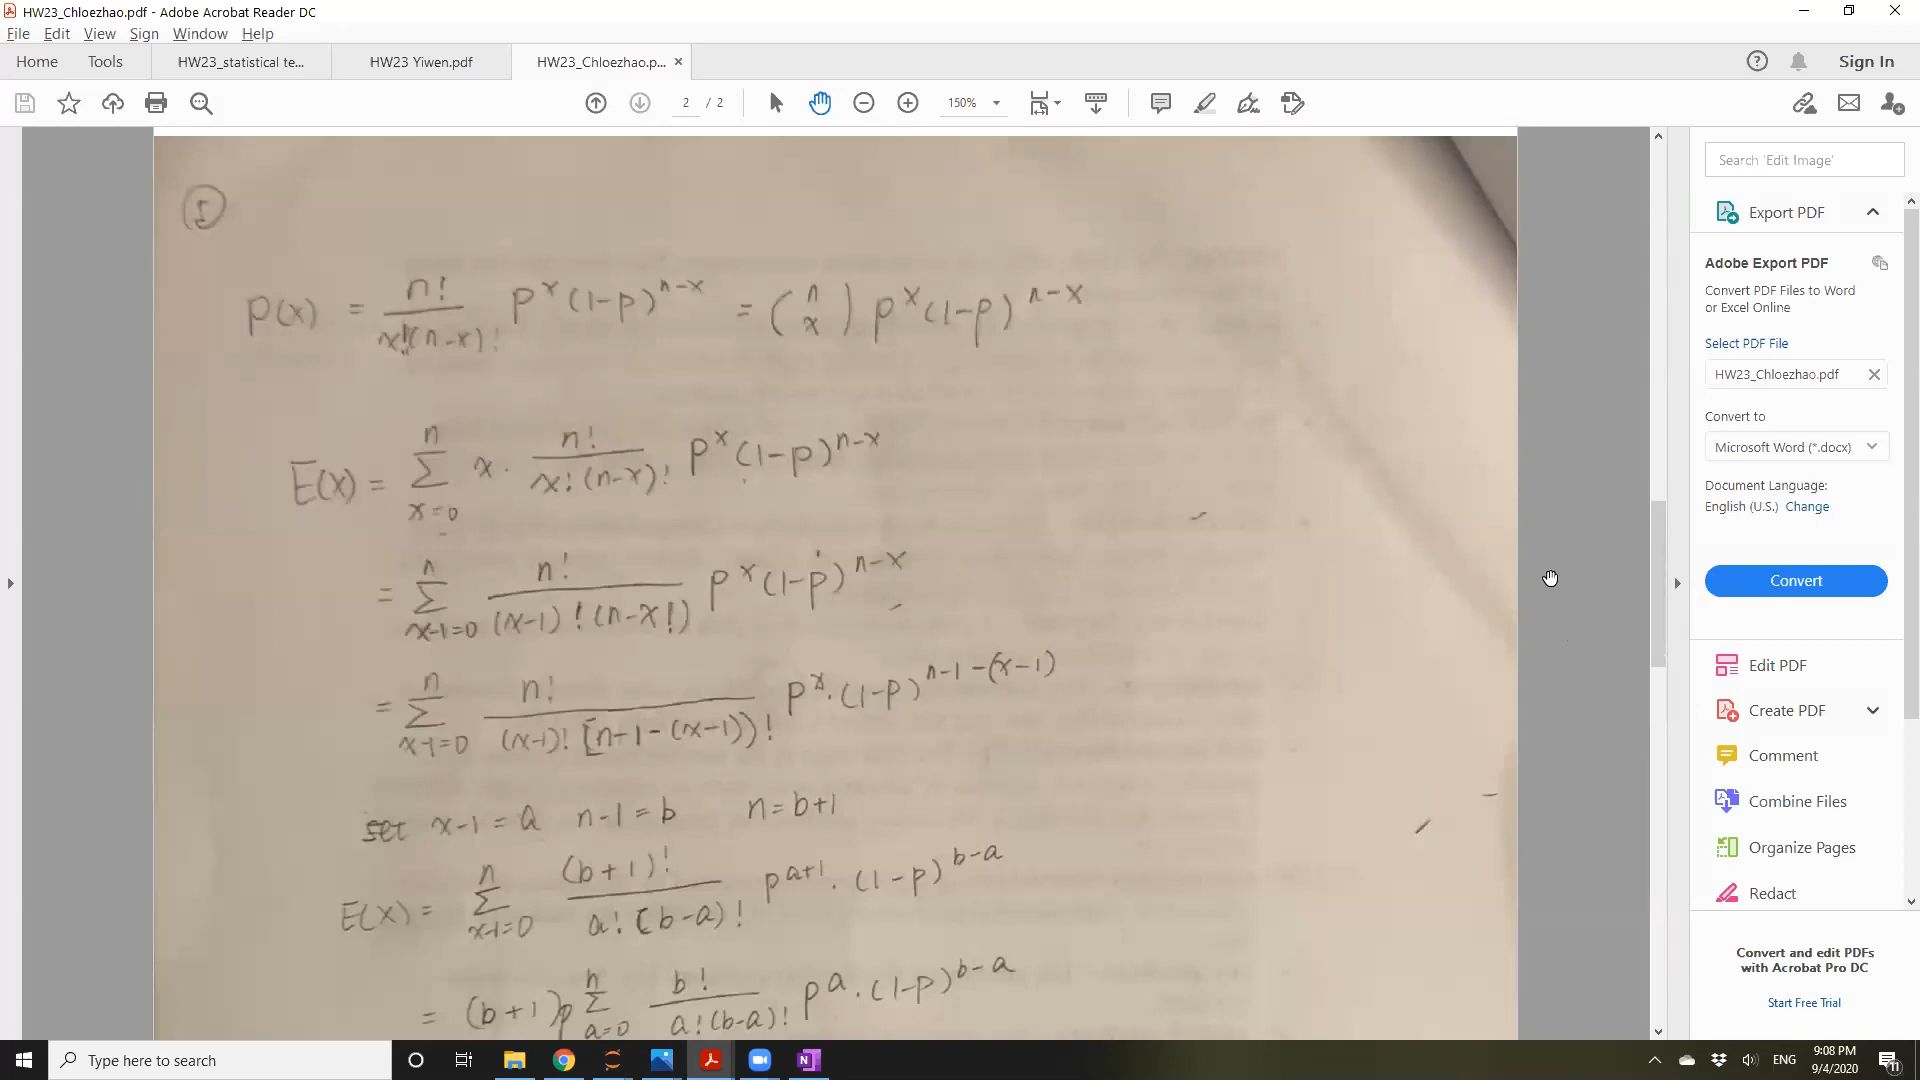 HW23_Chloezhao.pdf - Adobe Acrobat Reader DC
File Edit View Sign Window Help
Home Tools HW23_statistical te... HW23 Yiwen.pdf HW23_Chloezhao.p... × Sign In
2 / 2 150%
Search 'Edit Image'
Export PDF
Adobe Export PDF
Convert PDF Files to Word
or Excel Online
Select PDF File
HW23_Chloezhao.pdf
Convert to
Microsoft Word (*.docx)
Document Language:
English (U.S.) Change
Convert
Edit PDF
Create PDF
Comment
Combine Files
Organize Pages
Redact
Convert and edit PDFs
with Acrobat Pro DC
Start Free Trial
P(x) = n! / x!(n-x)! p^x (1-p)^{n-x} = (n x) p^x (1-p)^{n-x}
E(x) = Σ_{x=0}^{n} x · n! / x!(n-x)! p^x (1-p)^{n-x}
= Σ_{x-1=0}^{n} n! / (x-1)!(n-x!) p^x (1-p)^{n-x}
= Σ_{x-1=0}^{n} n! / (x-1)![n-1-(x-1))! p^x · (1-p)^{n-1-(x-1)}
set x-1=a n-1=b n=b+1
E(x) = Σ_{x-1=0}^{n} (b+1)! / a!(b-a)! p^{a+1} · (1-p)^{b-a}
= (b+1)p Σ_{a=0}^{n} b! / a!(b-a)! p^a · (1-p)^{b-a}
Type here to search
ENG
9:08 PM
9/4/2020
11